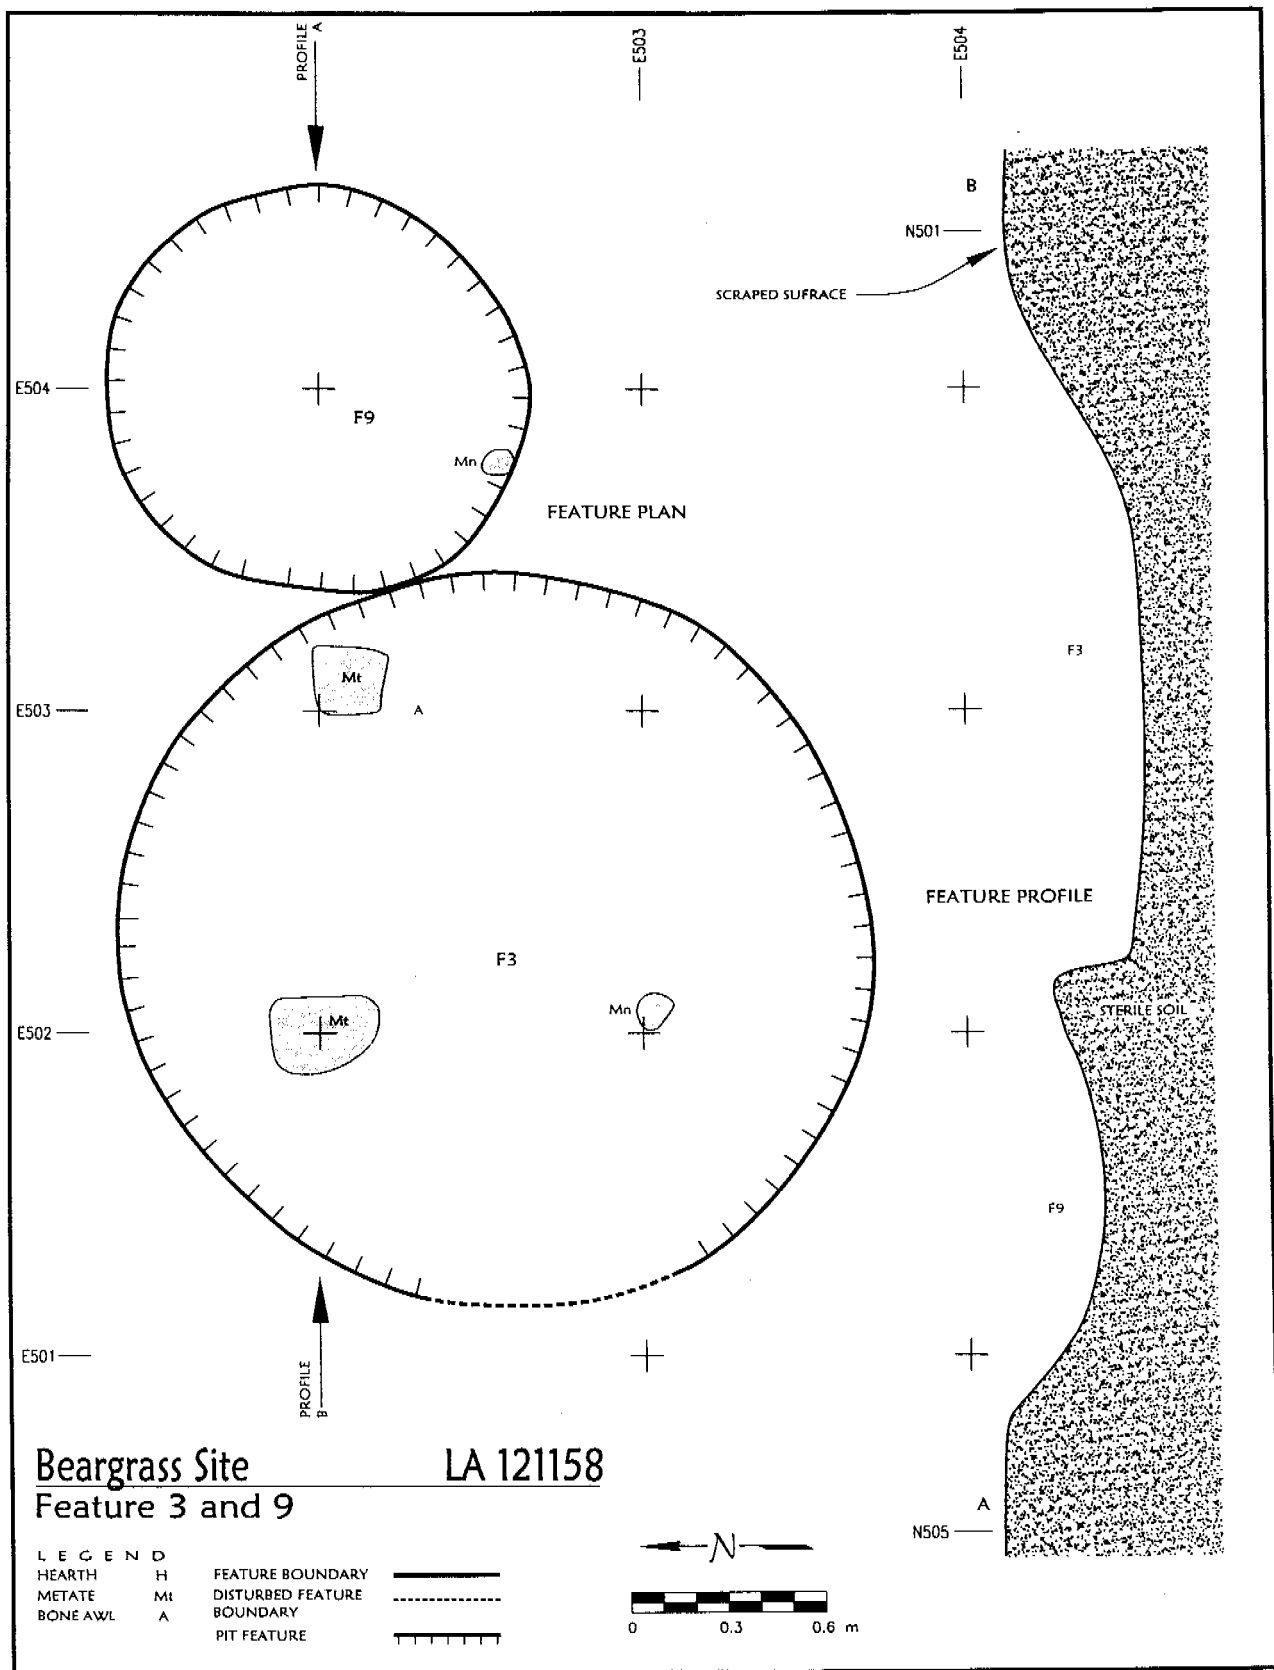 PROFILE
A
E503
E504
B
N501
SCRAPED SUFRACE
E504
F9
Mn
FEATURE PLAN
F3
Mt
E503
A
FEATURE PROFILE
F3
Mn
Mt
STERILE SOIL
E502
F9
E501
PROFILE
B
Beargrass Site LA 121158
Feature 3 and 9
A
N505
LEGEND
HEARTH H FEATURE BOUNDARY
METATE Mt DISTURBED FEATURE
BONE AWL A BOUNDARY
PIT FEATURE
N
0 0.3 0.6 m